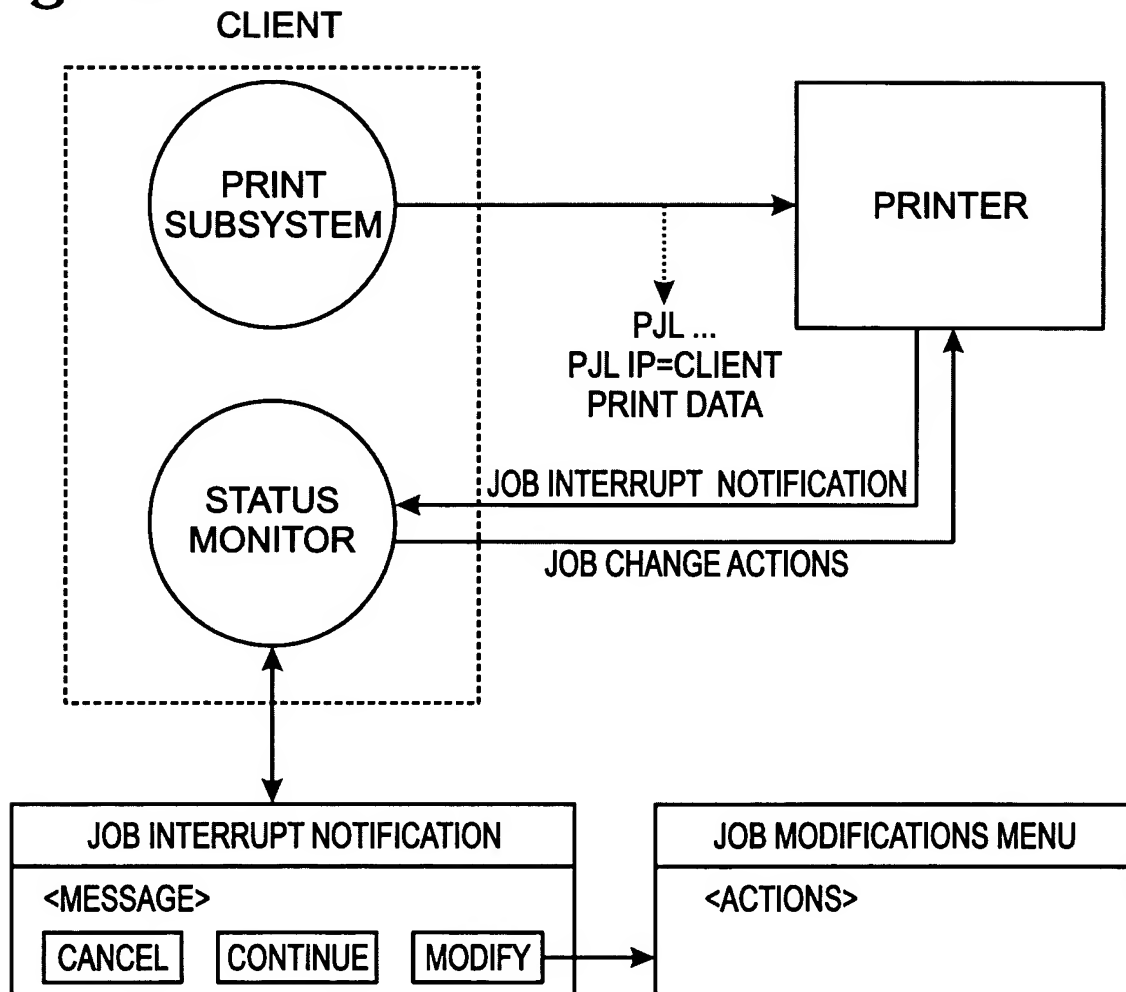 CLIENT
PRINT
SUBSYSTEM
PRINTER
PJL ...
PJL IP=CLIENT
PRINT DATA
STATUS
MONITOR
JOB INTERRUPT NOTIFICATION
JOB CHANGE ACTIONS
JOB INTERRUPT NOTIFICATION
<MESSAGE>
CANCEL CONTINUE MODIFY
JOB MODIFICATIONS MENU
<ACTIONS>